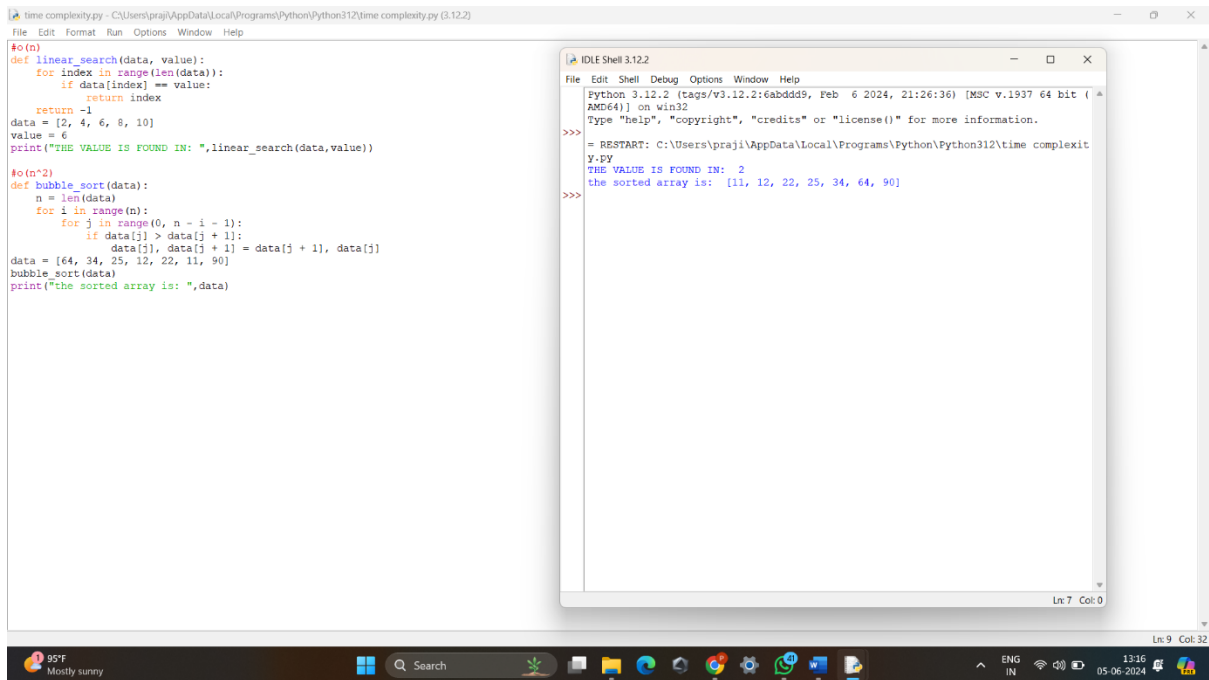 time complexity.py - C:\Users\praji\AppData\Local\Programs\Python\Python312\time complexity.py (3.12.2)
File Edit Format Run Options Window Help
#o(n)
def linear_search(data, value):
    for index in range(len(data)):
        if data[index] == value:
            return index
    return -1
data = [2, 4, 6, 8, 10]
value = 6
print("THE VALUE IS FOUND IN: ",linear_search(data,value))

#o(n^2)
def bubble_sort(data):
    n = len(data)
    for i in range(n):
        for j in range(0, n - i - 1):
            if data[j] > data[j + 1]:
                data[j], data[j + 1] = data[j + 1], data[j]
data = [64, 34, 25, 12, 22, 11, 90]
bubble_sort(data)
print("the sorted array is: ",data)
IDLE Shell 3.12.2
File Edit Shell Debug Options Window Help
Python 3.12.2 (tags/v3.12.2:6abddd9, Feb  6 2024, 21:26:36) [MSC v.1937 64 bit (
AMD64)] on win32
Type "help", "copyright", "credits" or "license()" for more information.
>>>
= RESTART: C:\Users\praji\AppData\Local\Programs\Python\Python312\time complexit
y.py
THE VALUE IS FOUND IN:  2
the sorted array is:  [11, 12, 22, 25, 34, 64, 90]
>>>
Ln: 7 Col: 0
Ln: 9 Col: 32
1
95°F
Mostly sunny
Search
41
ENG
IN
13:16
05-06-2024
PRE